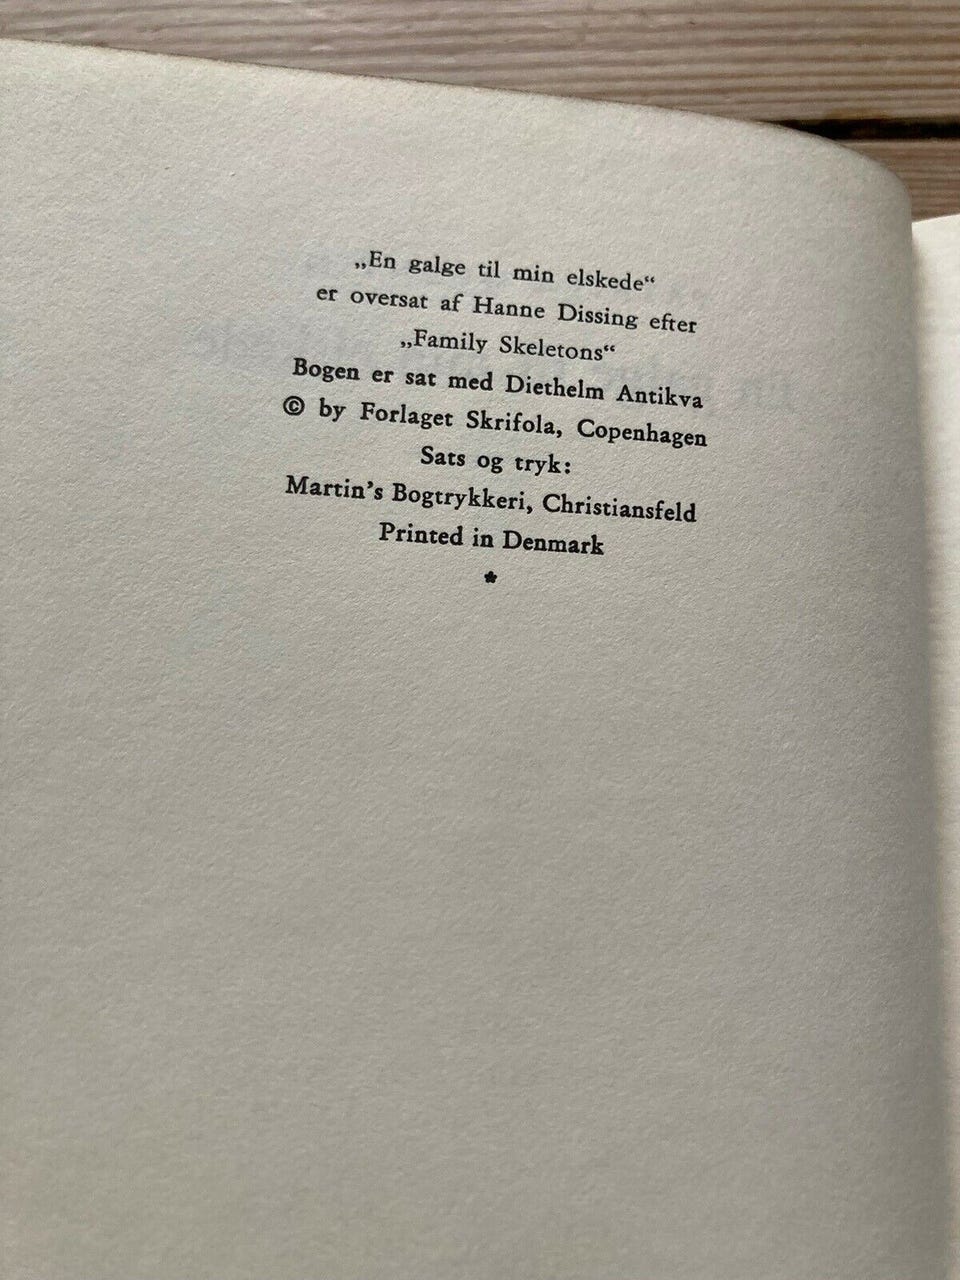 „En galge til min elskede“
er oversat af Hanne Dissing efter
„Family Skeletons“
Bogen er sat med Diethelm Antikva
© by Forlaget Skrifola, Copenhagen
Sats og tryk:
Martin's Bogtrykkeri, Christiansfeld
Printed in Denmark
*